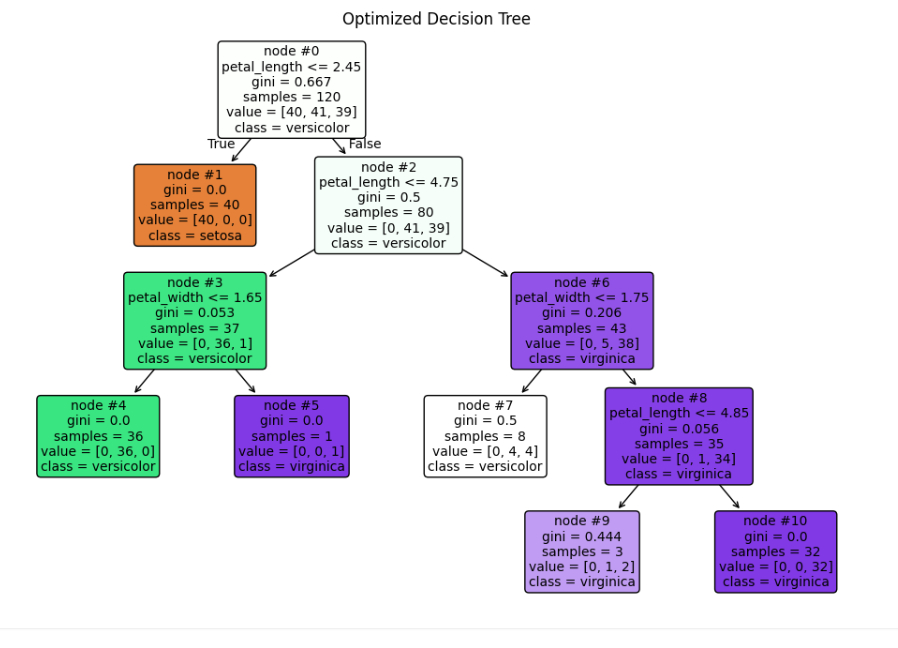 Optimized Decision Tree
node #0
petal_length <= 2.45
gini = 0.667
samples = 120
value = [40, 41, 39]
class = versicolor
True
False
node #1
gini = 0.0
samples = 40
value = [40, 0, 0]
class = setosa
node #2
petal_length <= 4.75
gini = 0.5
samples = 80
value = [0, 41, 39]
class = versicolor
node #3
petal_width <= 1.65
gini = 0.053
samples = 37
value = [0, 36, 1]
class = versicolor
node #6
petal_width <= 1.75
gini = 0.206
samples = 43
value = [0, 5, 38]
class = virginica
node #4
gini = 0.0
samples = 36
value = [0, 36, 0]
class = versicolor
node #5
gini = 0.0
samples = 1
value = [0, 0, 1]
class = virginica
node #7
gini = 0.5
samples = 8
value = [0, 4, 4]
class = versicolor
node #8
petal_length <= 4.85
gini = 0.056
samples = 35
value = [0, 1, 34]
class = virginica
node #9
gini = 0.444
samples = 3
value = [0, 1, 2]
class = virginica
node #10
gini = 0.0
samples = 32
value = [0, 0, 32]
class = virginica